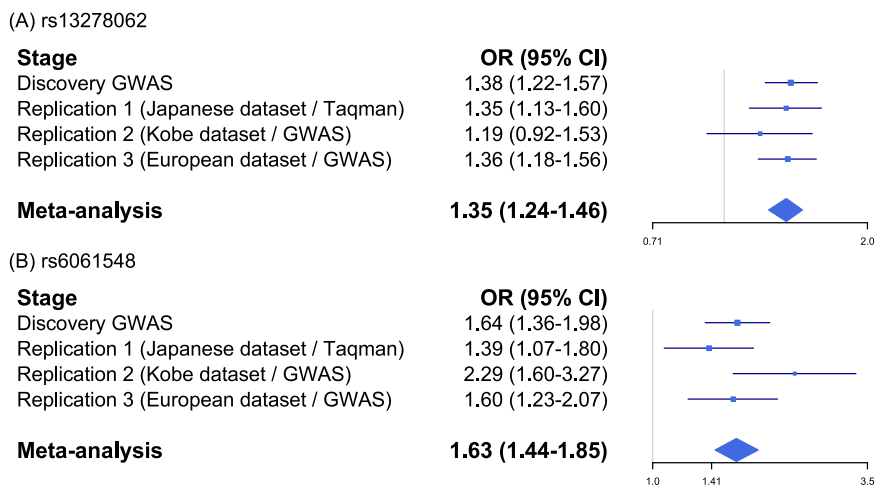 (A) rs13278062
Stage OR (95% CI)
Discovery GWAS 1.38 (1.22-1.57)
Replication 1 (Japanese dataset / Taqman) 1.35 (1.13-1.60)
Replication 2 (Kobe dataset / GWAS) 1.19 (0.92-1.53)
Replication 3 (European dataset / GWAS) 1.36 (1.18-1.56)
Meta-analysis 1.35 (1.24-1.46)
0.71 2.0
(B) rs6061548
Stage OR (95% CI)
Discovery GWAS 1.64 (1.36-1.98)
Replication 1 (Japanese dataset / Taqman) 1.39 (1.07-1.80)
Replication 2 (Kobe dataset / GWAS) 2.29 (1.60-3.27)
Replication 3 (European dataset / GWAS) 1.60 (1.23-2.07)
Meta-analysis 1.63 (1.44-1.85)
1.0 1.41 3.5